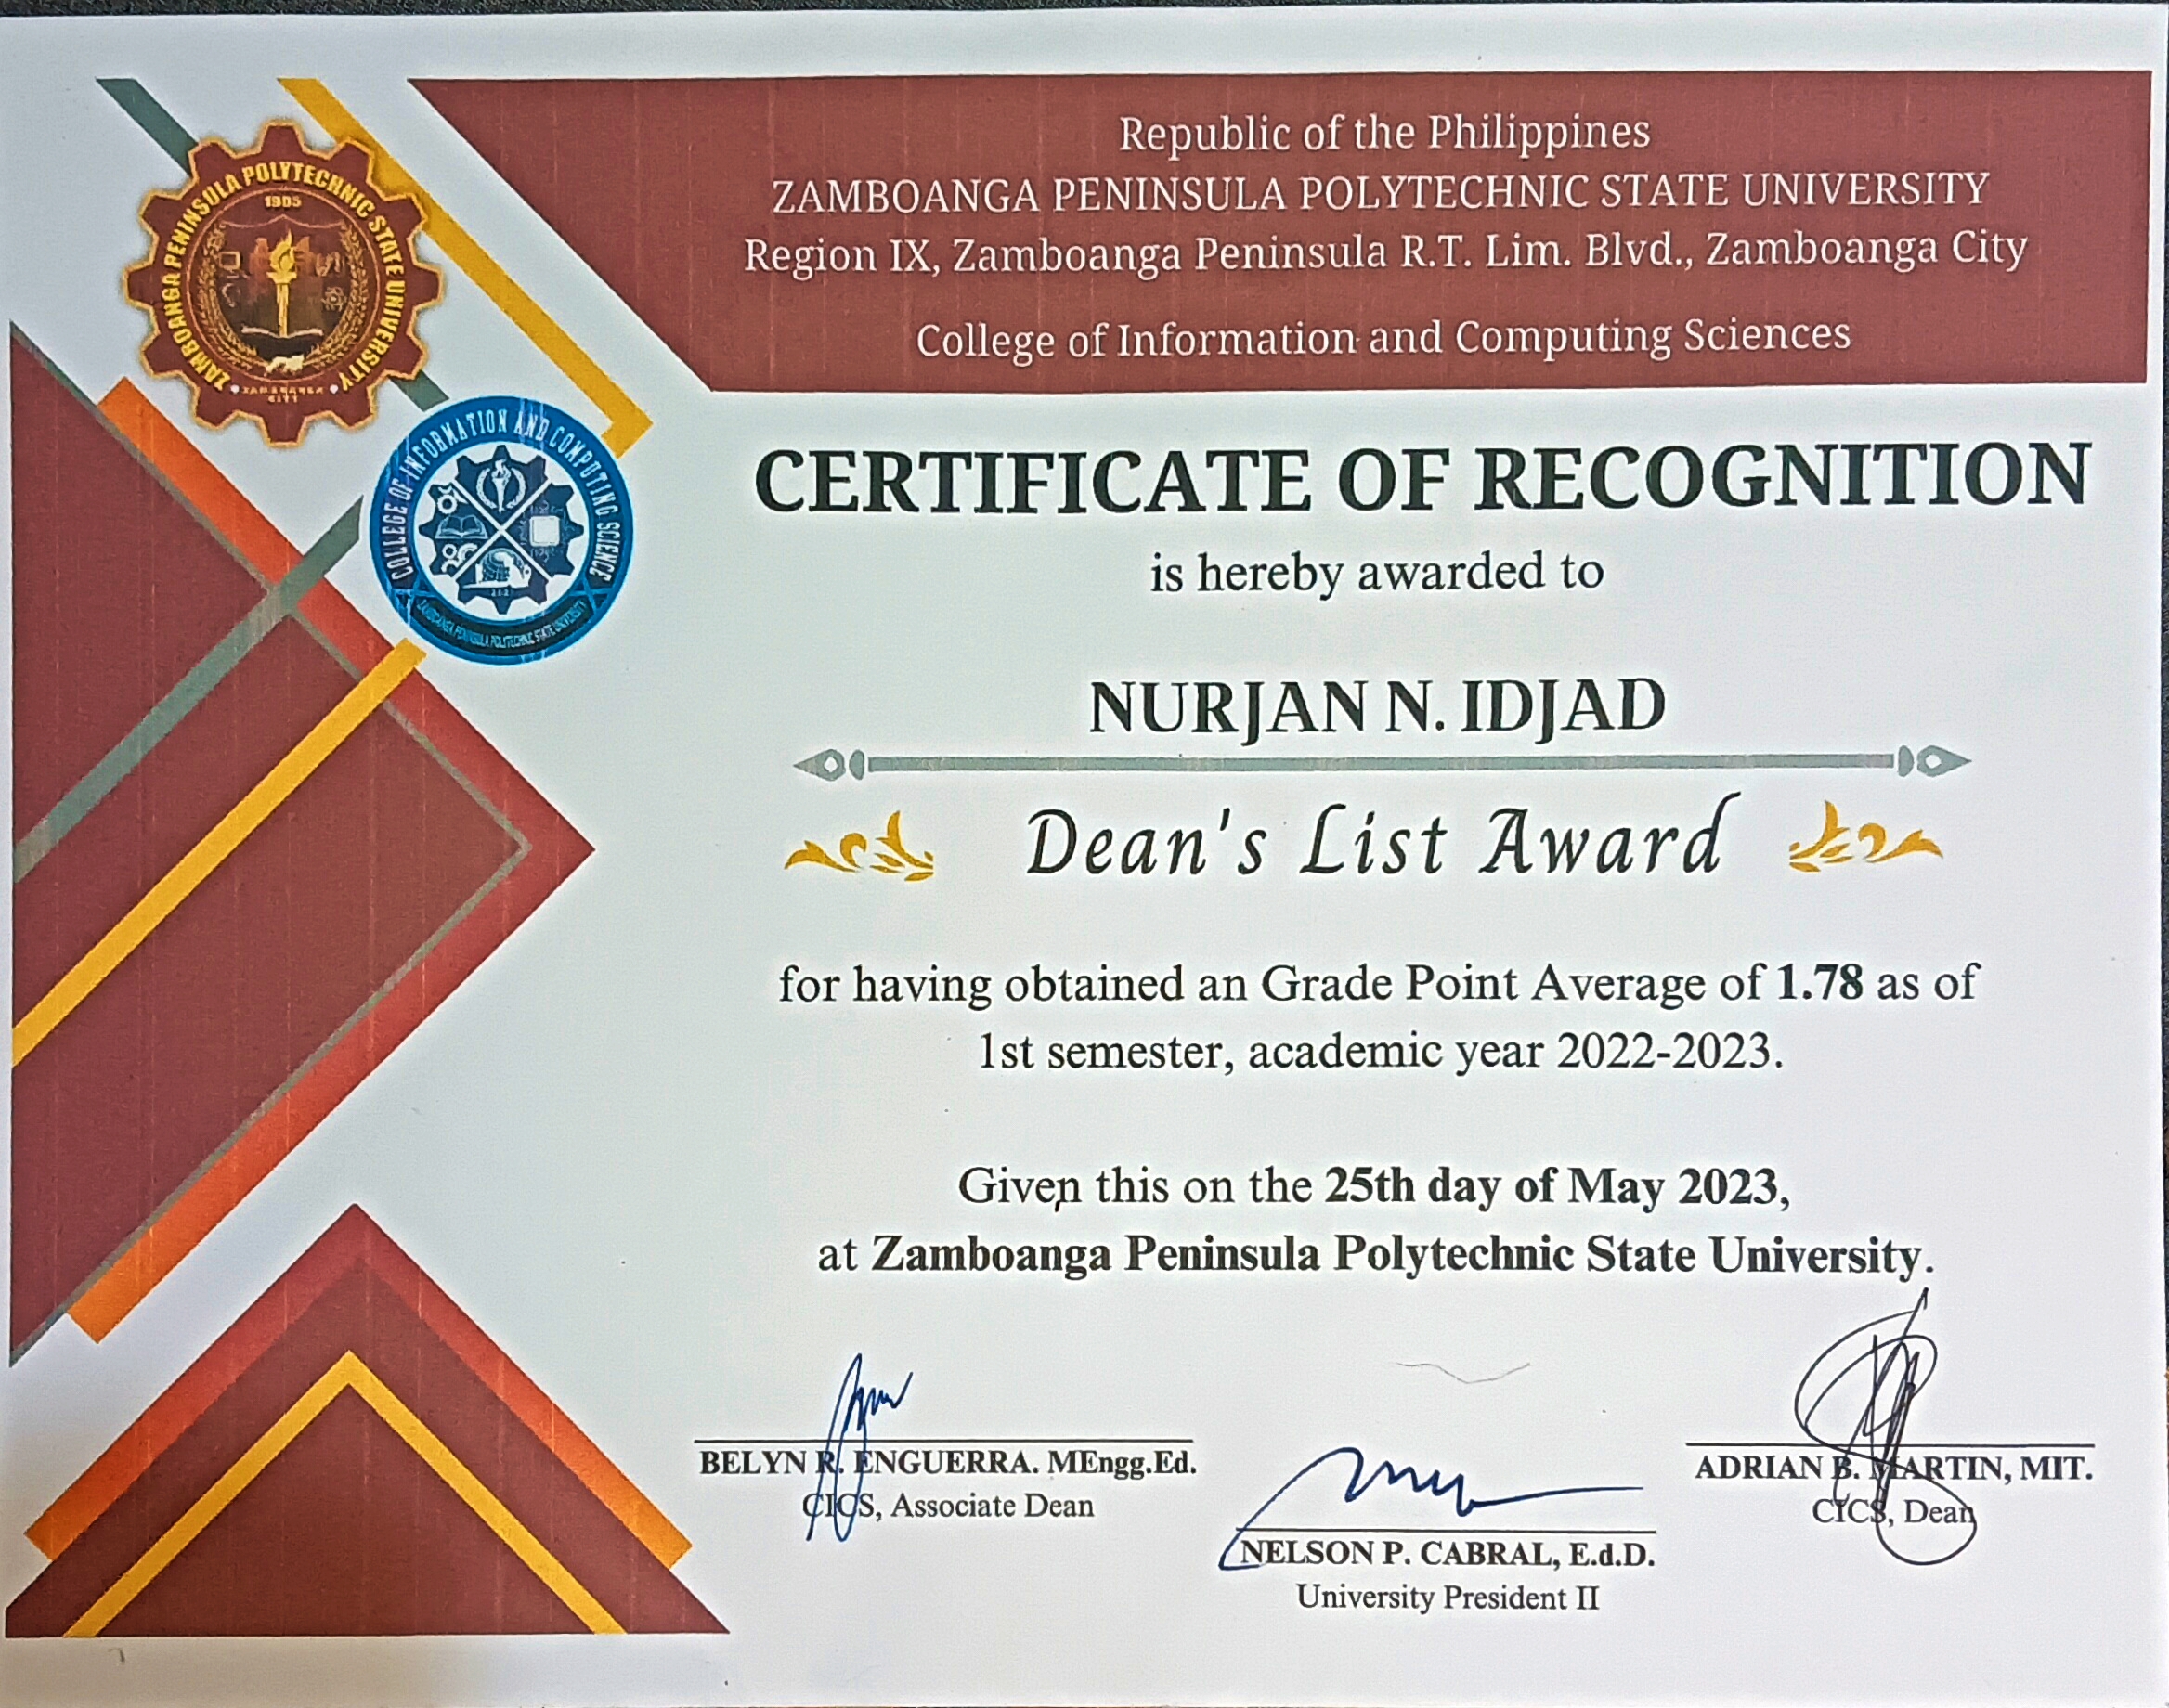 Republic of the Philippines
ZAMBOANGA PENINSULA POLYTECHNIC STATE UNIVERSITY
Region IX, Zamboanga Peninsula R.T. Lim. Blvd., Zamboanga City
College of Information and Computing Sciences
ZAMBOANGA PENINSULA POLYTECHNIC STATE UNIVERSITY
1905
ZAMBOANGA
CITY
COLLEGE OF INFORMATION AND COMPUTING SCIENCE
ZAMBOANGA PENINSULA POLYTECHNIC STATE UNIVERSITY
CERTIFICATE OF RECOGNITION
is hereby awarded to
NURJAN N. IDJAD
Dean's List Award
for having obtained an Grade Point Average of 1.78 as of
1st semester, academic year 2022-2023.
Given this on the 25th day of May 2023,
at Zamboanga Peninsula Polytechnic State University.
BELYN R. ENGUERRA. MEngg.Ed.
CICS, Associate Dean
NELSON P. CABRAL, E.d.D.
University President II
ADRIAN B. MARTIN, MIT.
CICS, Dean